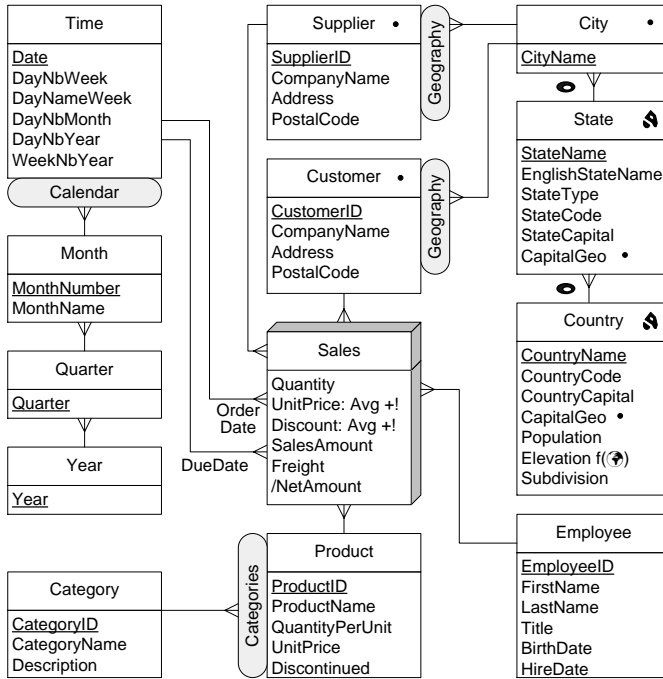 Time
Date
DayNbWeek
DayNameWeek
DayNbMonth
DayNbYear
WeekNbYear
Calendar
Month
MonthNumber
MonthName
Quarter
Quarter
Year
Year
Category
CategoryID
CategoryName
Description
Supplier
SupplierID
CompanyName
Address
PostalCode
Geography
Customer
CustomerID
CompanyName
Address
PostalCode
Geography
Sales
Quantity
UnitPrice: Avg +!
Discount: Avg +!
SalesAmount
Freight
/NetAmount
Order
Date
DueDate
Categories
Product
ProductID
ProductName
QuantityPerUnit
UnitPrice
Discontinued
City
CityName
State
StateName
EnglishStateName
StateType
StateCode
StateCapital
CapitalGeo
Country
CountryName
CountryCode
CountryCapital
CapitalGeo
Population
Elevation f( )
Subdivision
Employee
EmployeeID
FirstName
LastName
Title
BirthDate
HireDate